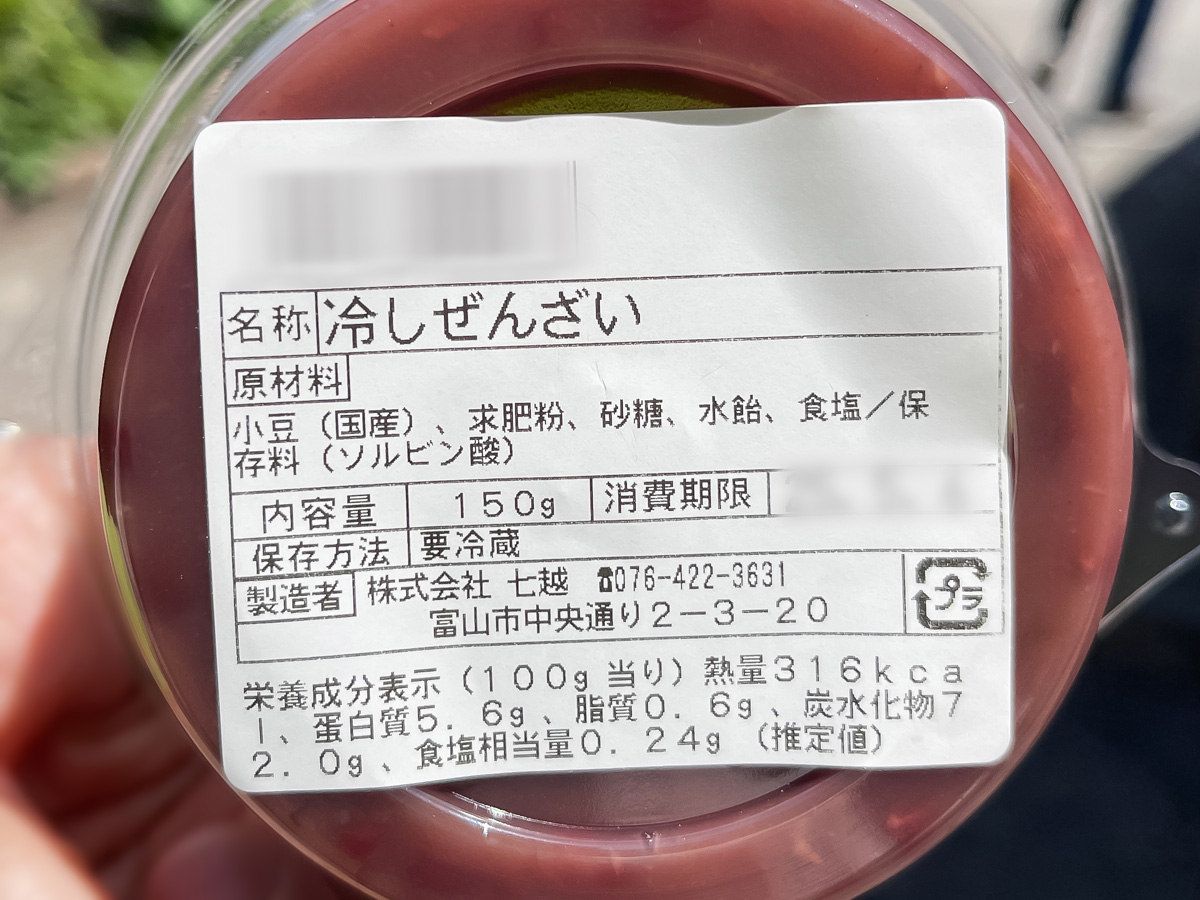 名称 冷しぜんざい
原材料
小豆（国産）、求肥粉、砂糖、水飴、食塩／保
存料（ソルビン酸）
内容量 150g 消費期限
保存方法 要冷蔵
製造者 株式会社 七越 ☎076-422-3631
富山市中央通り2－3－20
プラ
栄養成分表示（100g当り）熱量316kca
l、蛋白質5.6g、脂質0.6g、炭水化物7
2.0g、食塩相当量0.24g（推定値）